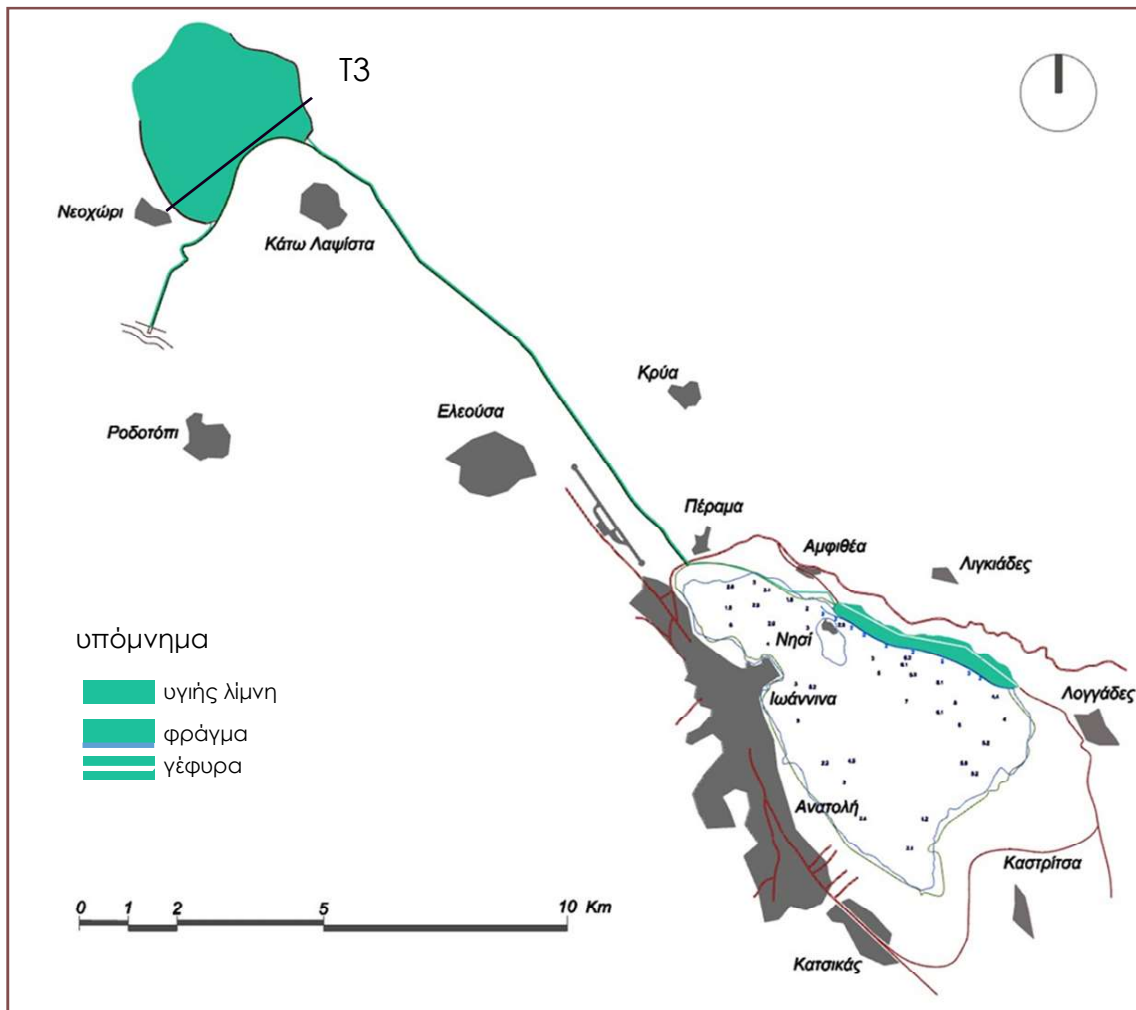 T3
Νεοχώρι
Κάτω Λαψίστα
Κρύα
Ελεούσα
Ροδοτόπι
Πέραμα
Αμφιθέα
Λιγκιάδες
Νησί
Ιωάννινα
Λογγάδες
υπόμνημα
υγιής λίμνη
φράγμα
γέφυρα
Ανατολή
Καστρίτσα
0 1 2 5 10 Km
Κατσικάς